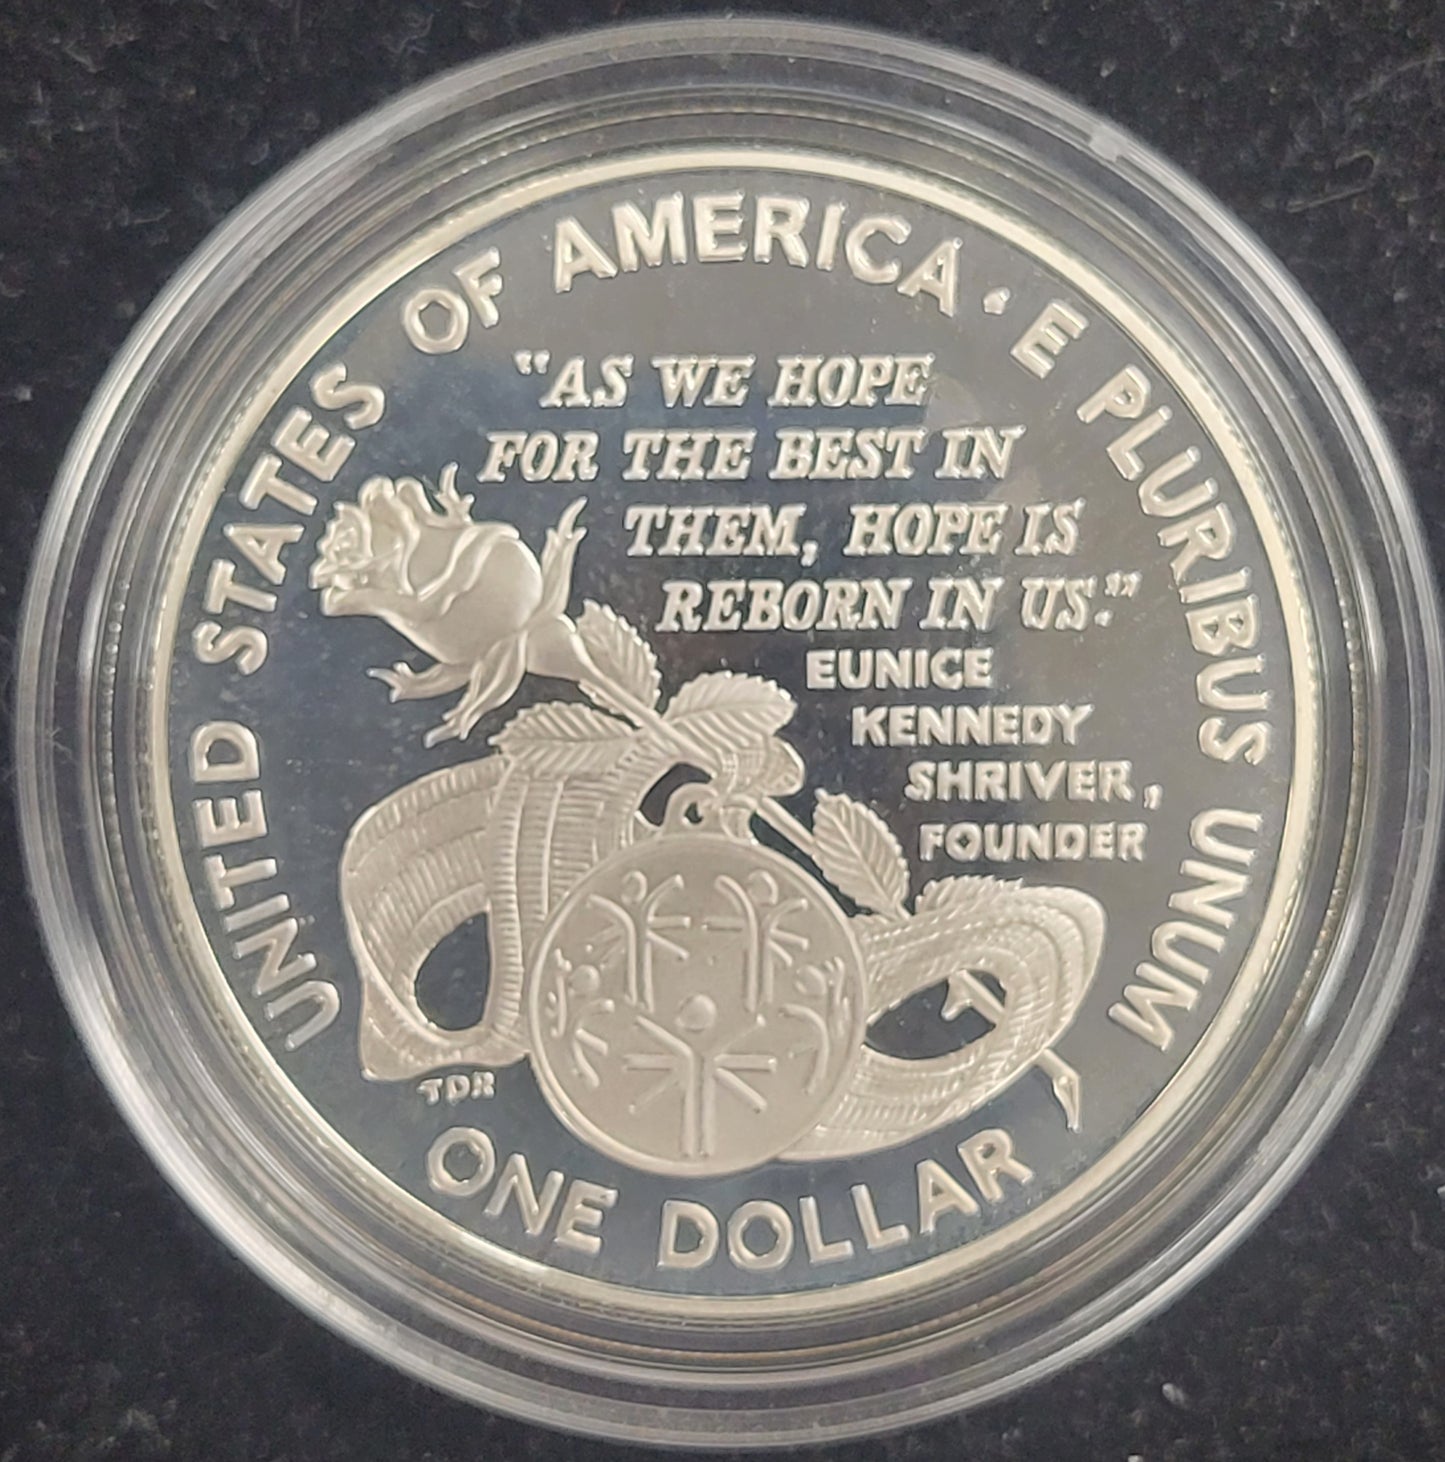 UNITED STATES OF AMERICA · E PLURIBUS UNUM
"AS WE HOPE
FOR THE BEST IN
THEM, HOPE IS
REBORN IN US."
EUNICE
KENNEDY
SHRIVER,
FOUNDER
TDR
ONE DOLLAR